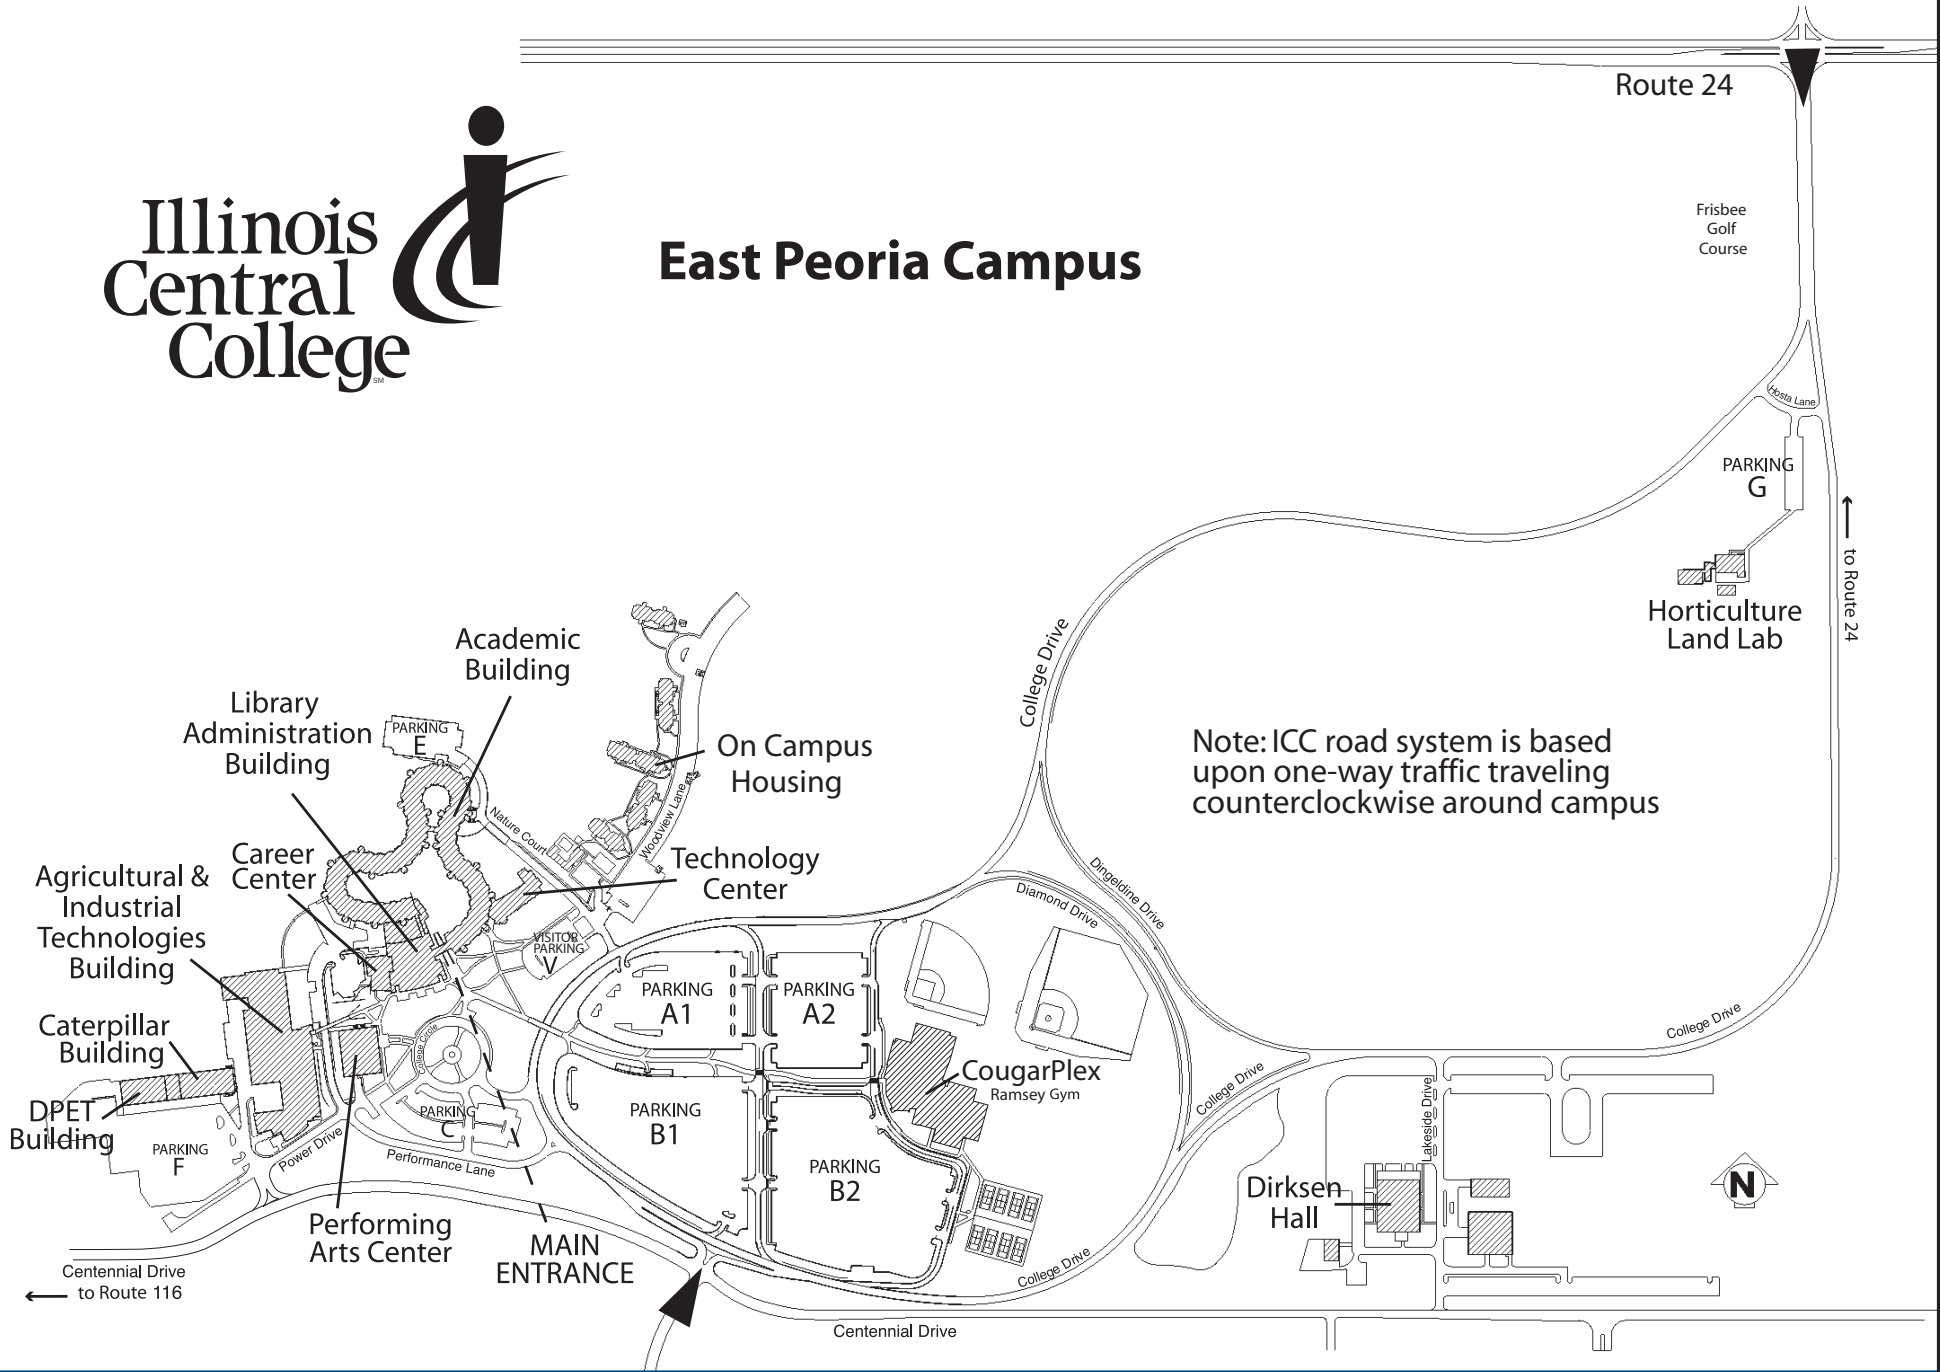 Route 24
Illinois
Central
College
SM
East Peoria Campus
Frisbee
Golf
Course
Hosta Lane
PARKING
G
to Route 24
Horticulture
Land Lab
College Drive
Note: ICC road system is based
upon one-way traffic traveling
counterclockwise around campus
Academic
Building
Library
Administration
Building
PARKING
E
On Campus
Housing
Woodview Lane
Nature Court
Technology
Center
Career
Center
Agricultural &
Industrial
Technologies
Building
VISITOR
PARKING
V
Diamond Drive
Dingeldine Drive
PARKING
A1
PARKING
A2
College Drive
Caterpillar
Building
College Circle
CougarPlex
Ramsey Gym
College Drive
Lakeside Drive
DPET
Building
PARKING
F
Power Drive
PARKING
C
Performance Lane
PARKING
B1
PARKING
B2
Dirksen
Hall
N
Performing
Arts Center
MAIN
ENTRANCE
College Drive
Centennial Drive
to Route 116
Centennial Drive